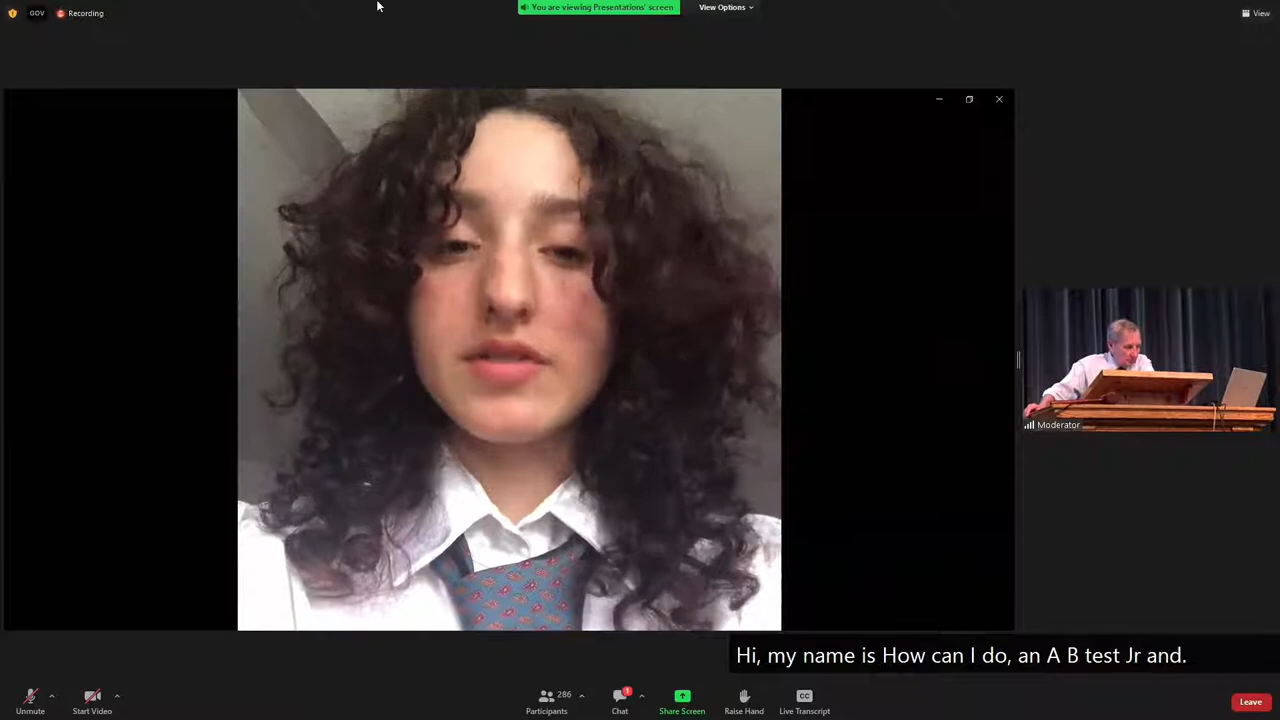 GOV
Recording
You are viewing Presentations' screen
View Options
View
Moderator
Hi, my name is How can I do, an A B test Jr and.
Unmute
Start Video
286
Participants
1
Chat
Share Screen
Raise Hand
CC
Live Transcript
Leave